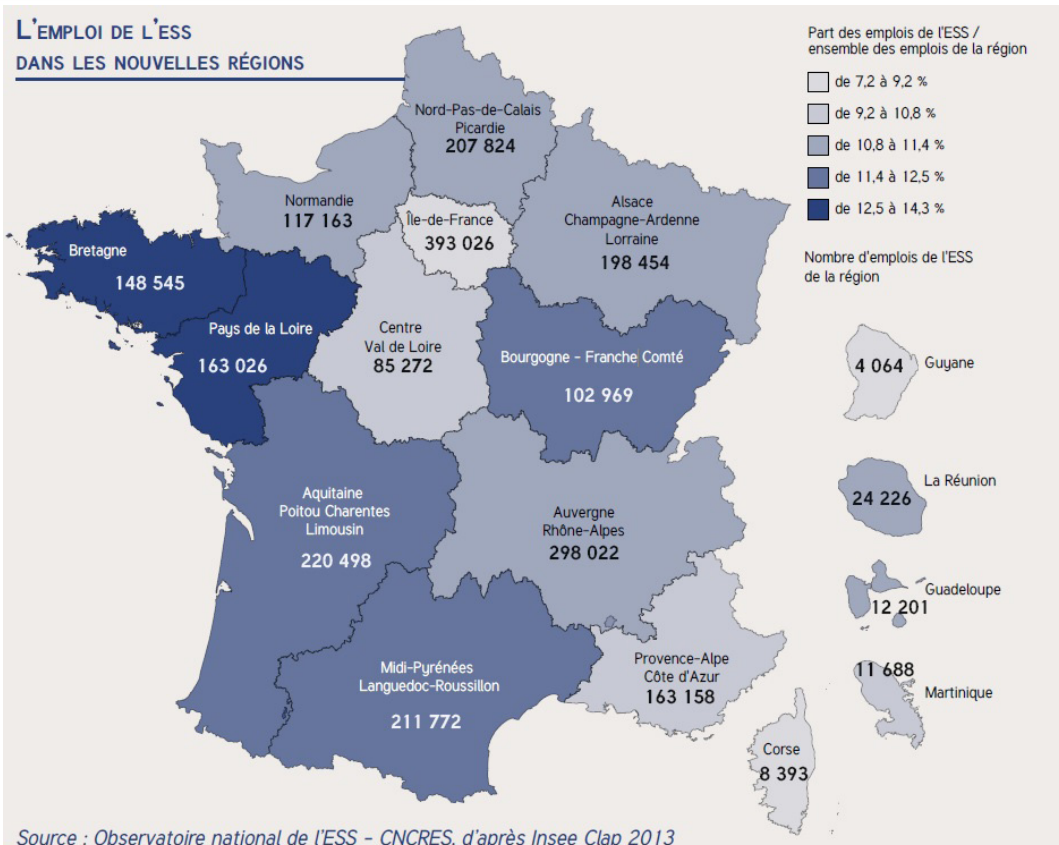 L'EMPLOI DE L'ESS
DANS LES NOUVELLES RÉGIONS
Part des emplois de l'ESS /
ensemble des emplois de la région
de 7,2 à 9,2 %
de 9,2 à 10,8 %
de 10,8 à 11,4 %
de 11,4 à 12,5 %
de 12,5 à 14,3 %
Nombre d'emplois de l'ESS
de la région
Nord-Pas-de-Calais
Picardie
207 824
Normandie
117 163
Île-de-France
393 026
Alsace
Champagne-Ardenne
Lorraine
198 454
Bretagne
148 545
Pays de la Loire
163 026
Centre
Val de Loire
85 272
Bourgogne - Franche Comté
102 969
Aquitaine
Poitou Charentes
Limousin
220 498
Auvergne
Rhône-Alpes
298 022
Midi-Pyrénées
Languedoc-Roussillon
211 772
Provence-Alpe
Côte d'Azur
163 158
Corse
8 393
4 064
Guyane
La Réunion
24 226
Guadeloupe
12 201
11 688
Martinique
Source : Observatoire national de l'ESS - CNCRES, d'après Insee Clap 2013